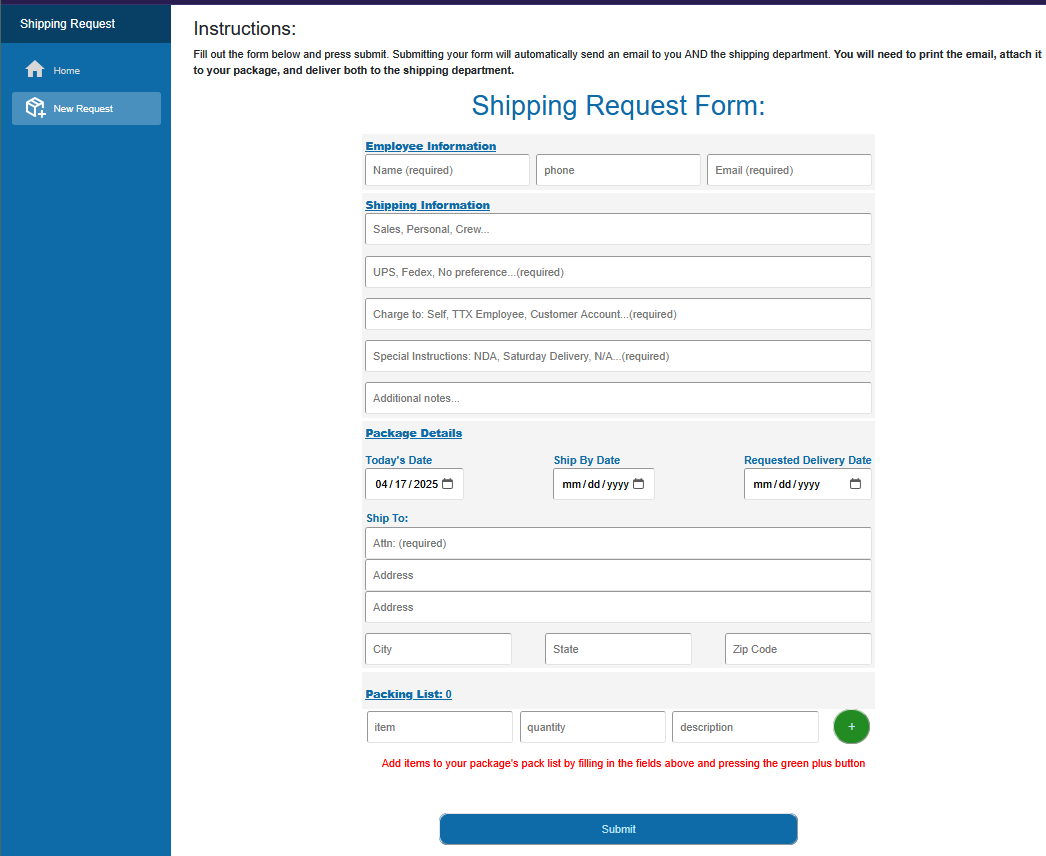 Shipping Request
Home
New Request
Instructions:
Fill out the form below and press submit. Submitting your form will automatically send an email to you AND the shipping department. You will need to print the email, attach it
to your package, and deliver both to the shipping department.
Shipping Request Form:
Employee Information
Name (required) phone Email (required)
Shipping Information
Sales, Personal, Crew...
UPS, Fedex, No preference...(required)
Charge to: Self, TTX Employee, Customer Account...(required)
Special Instructions: NDA, Saturday Delivery, N/A...(required)
Additional notes...
Package Details
Today's Date Ship By Date Requested Delivery Date
04/17/2025 mm/dd/yyyy mm/dd/yyyy
Ship To:
Attn: (required)
Address
Address
City State Zip Code
Packing List: 0
item quantity description +
Add items to your package's pack list by filling in the fields above and pressing the green plus button
Submit